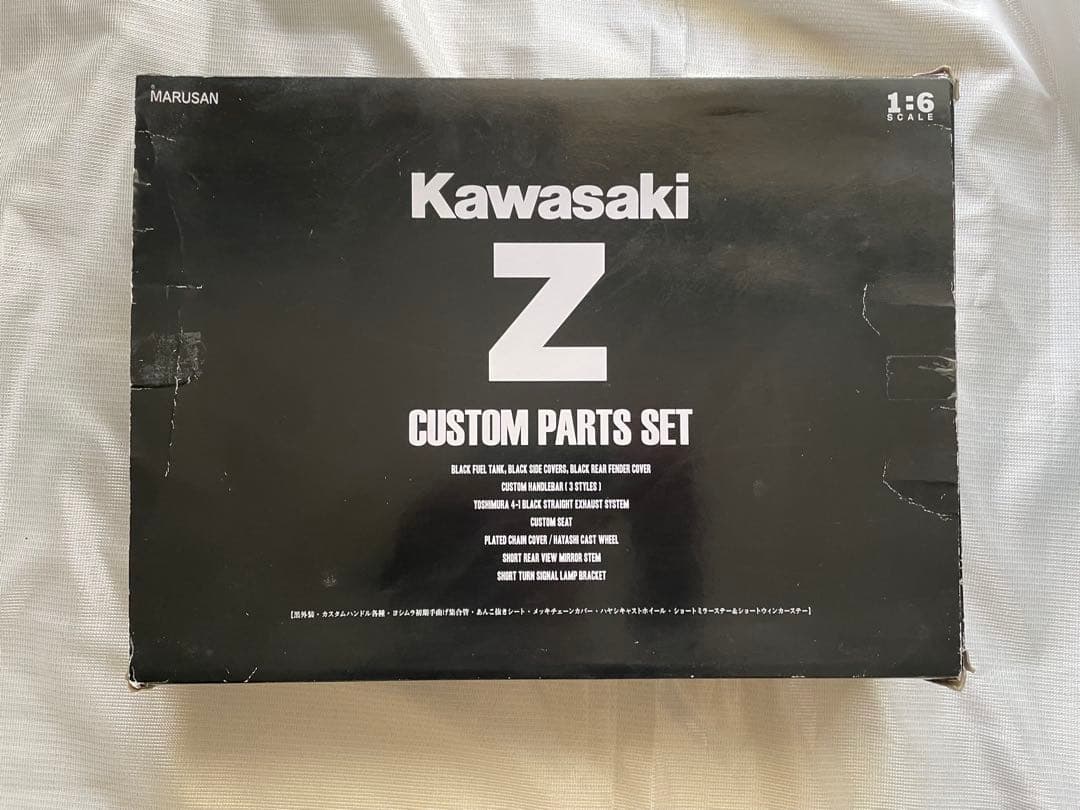 MARUSAN
1:6
SCALE
Kawasaki
Z
CUSTOM PARTS SET
BLACK FUEL TANK, BLACK SIDE COVERS, BLACK REAR FENDER COVER
CUSTOM HANDLEBAR ( 3 STYLES )
YOSHIMURA 4-1 BLACK STRAIGHT EXHAUST SYSTEM
CUSTOM SEAT
PLATED CHAIN COVER / HAYASHI CAST WHEEL
SHORT REAR VIEW MIRROR STEM
SHORT TURN SIGNAL LAMP BRACKET
[黒外装・カスタムハンドル各種・ヨシムラ初期手曲げ集合管・あんこ抜きシート・メッキチェーンカバー・ハヤシキャストホイール・ショートミラーステー&ショートウィンカーステー]